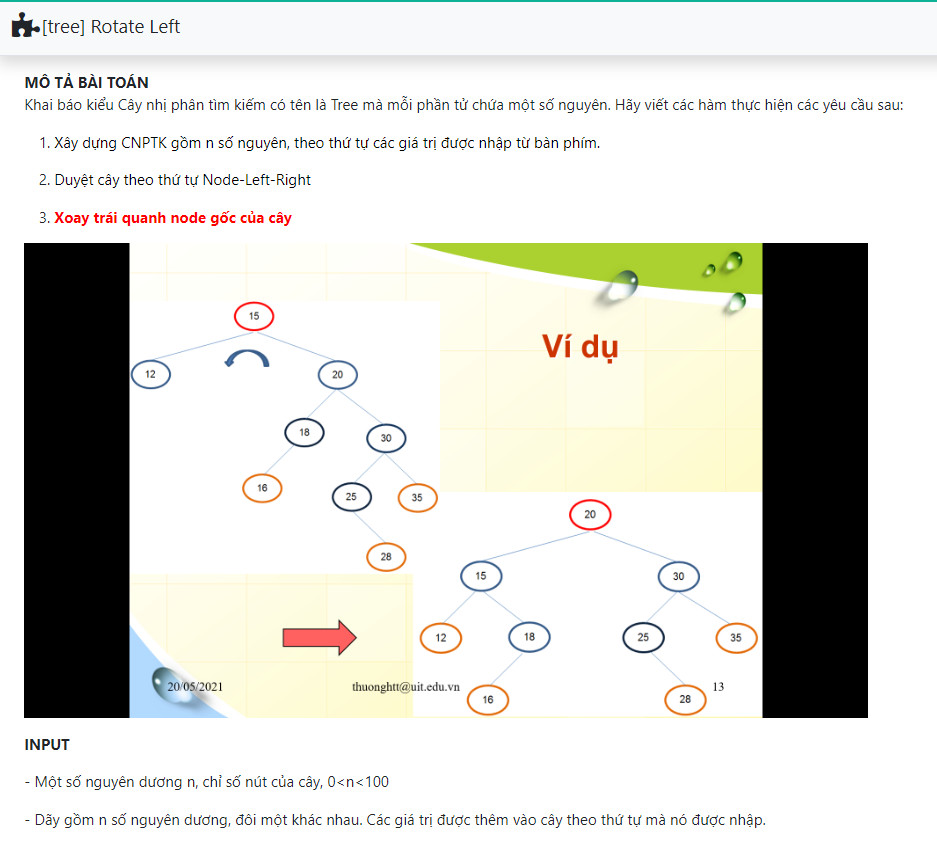 [tree] Rotate Left
MÔ TẢ BÀI TOÁN
Khai báo kiểu Cây nhị phân tìm kiếm có tên là Tree mà mỗi phần tử chứa một số nguyên. Hãy viết các hàm thực hiện các yêu cầu sau:
1. Xây dựng CNPTK gồm n số nguyên, theo thứ tự các giá trị được nhập từ bàn phím.
2. Duyệt cây theo thứ tự Node-Left-Right
3. Xoay trái quanh node gốc của cây
15
Ví dụ
12
20
18
30
16
25
35
28
20
15
30
12
18
25
35
16
28
20/05/2021
thuonghtt@uit.edu.vn
13
INPUT
- Một số nguyên dương n, chỉ số nút của cây, 0<n<100
- Dãy gồm n số nguyên dương, đôi một khác nhau. Các giá trị được thêm vào cây theo thứ tự mà nó được nhập.